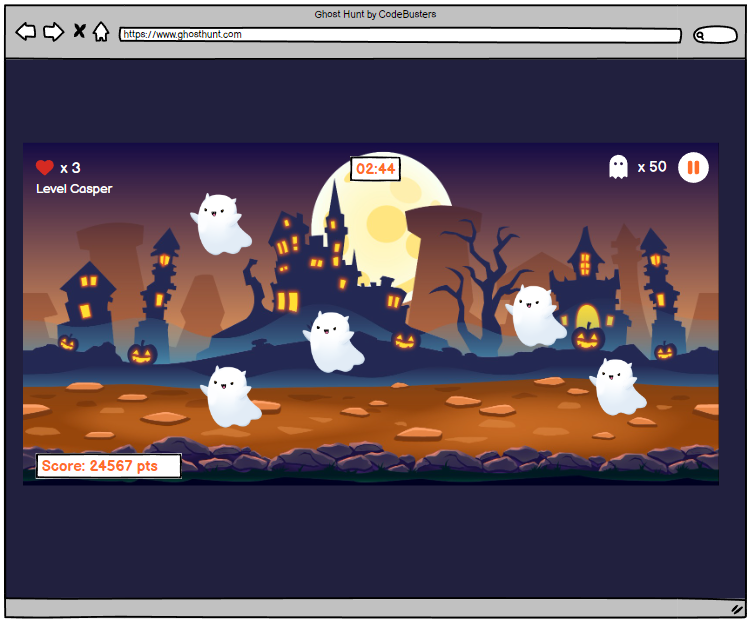 Ghost Hunt by CodeBusters
https://www.ghosthunt.com
x 3
02:44
x 50
Level Casper
Score: 24567 pts